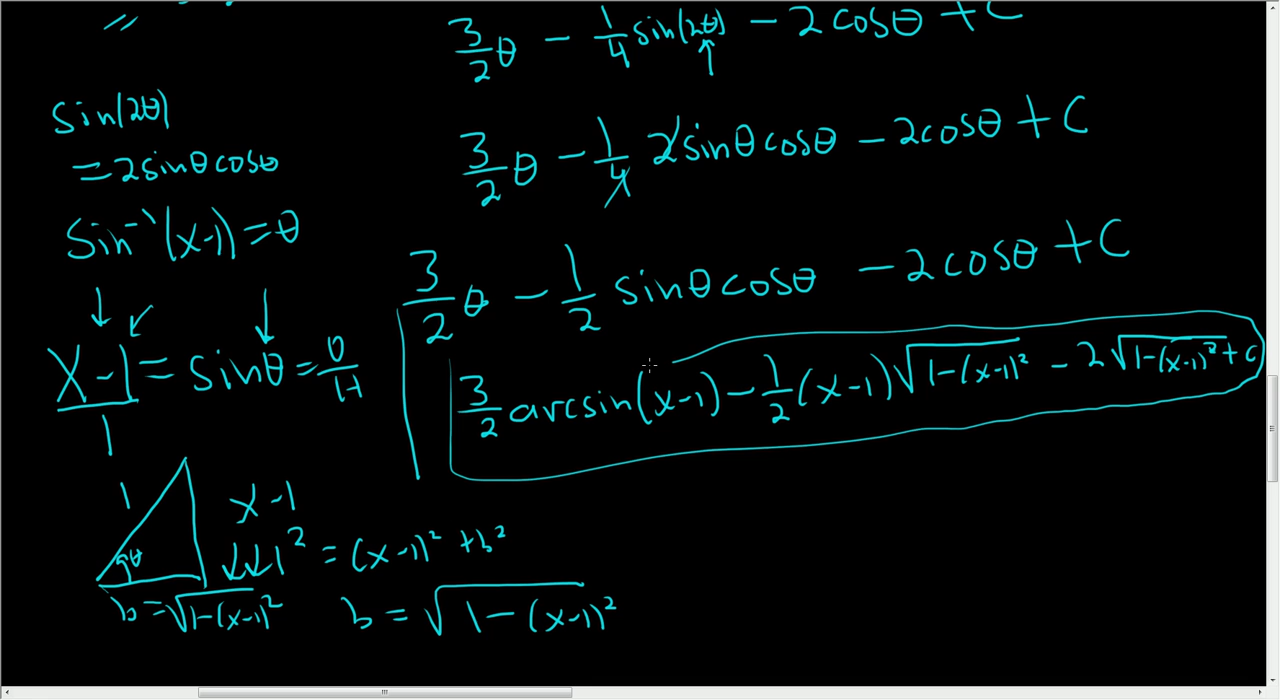 3/2 θ - 1/4 sin(2θ) - 2cosθ + C
sin(2θ)
= 2sinθcosθ
3/2 θ - 1/4 2sinθcosθ - 2cosθ + C
sin⁻¹(x-1) = θ
3/2 θ - 1/2 sinθcosθ - 2cosθ + C
x-1/1 = sinθ = O/H
3/2 arcsin(x-1) - 1/2 (x-1)√(1-(x-1)²) - 2√(1-(x-1)²) + C
1
x-1
θ
1² = (x-1)² + b²
b = √(1-(x-1)²)
b = √(1-(x-1)²)